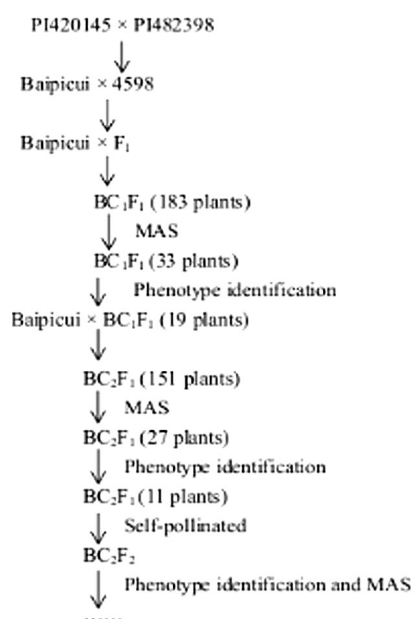 PI420145 × PI482398
Baipicui × 4598
Baipicui × F₁
BC₁F₁ (183 plants)
MAS
BC₁F₁ (33 plants)
Phenotype identification
Baipicui × BC₁F₁ (19 plants)
BC₂F₁ (151 plants)
MAS
BC₂F₁ (27 plants)
Phenotype identification
BC₂F₁ (11 plants)
Self-pollinated
BC₂F₂
Phenotype identification and MAS